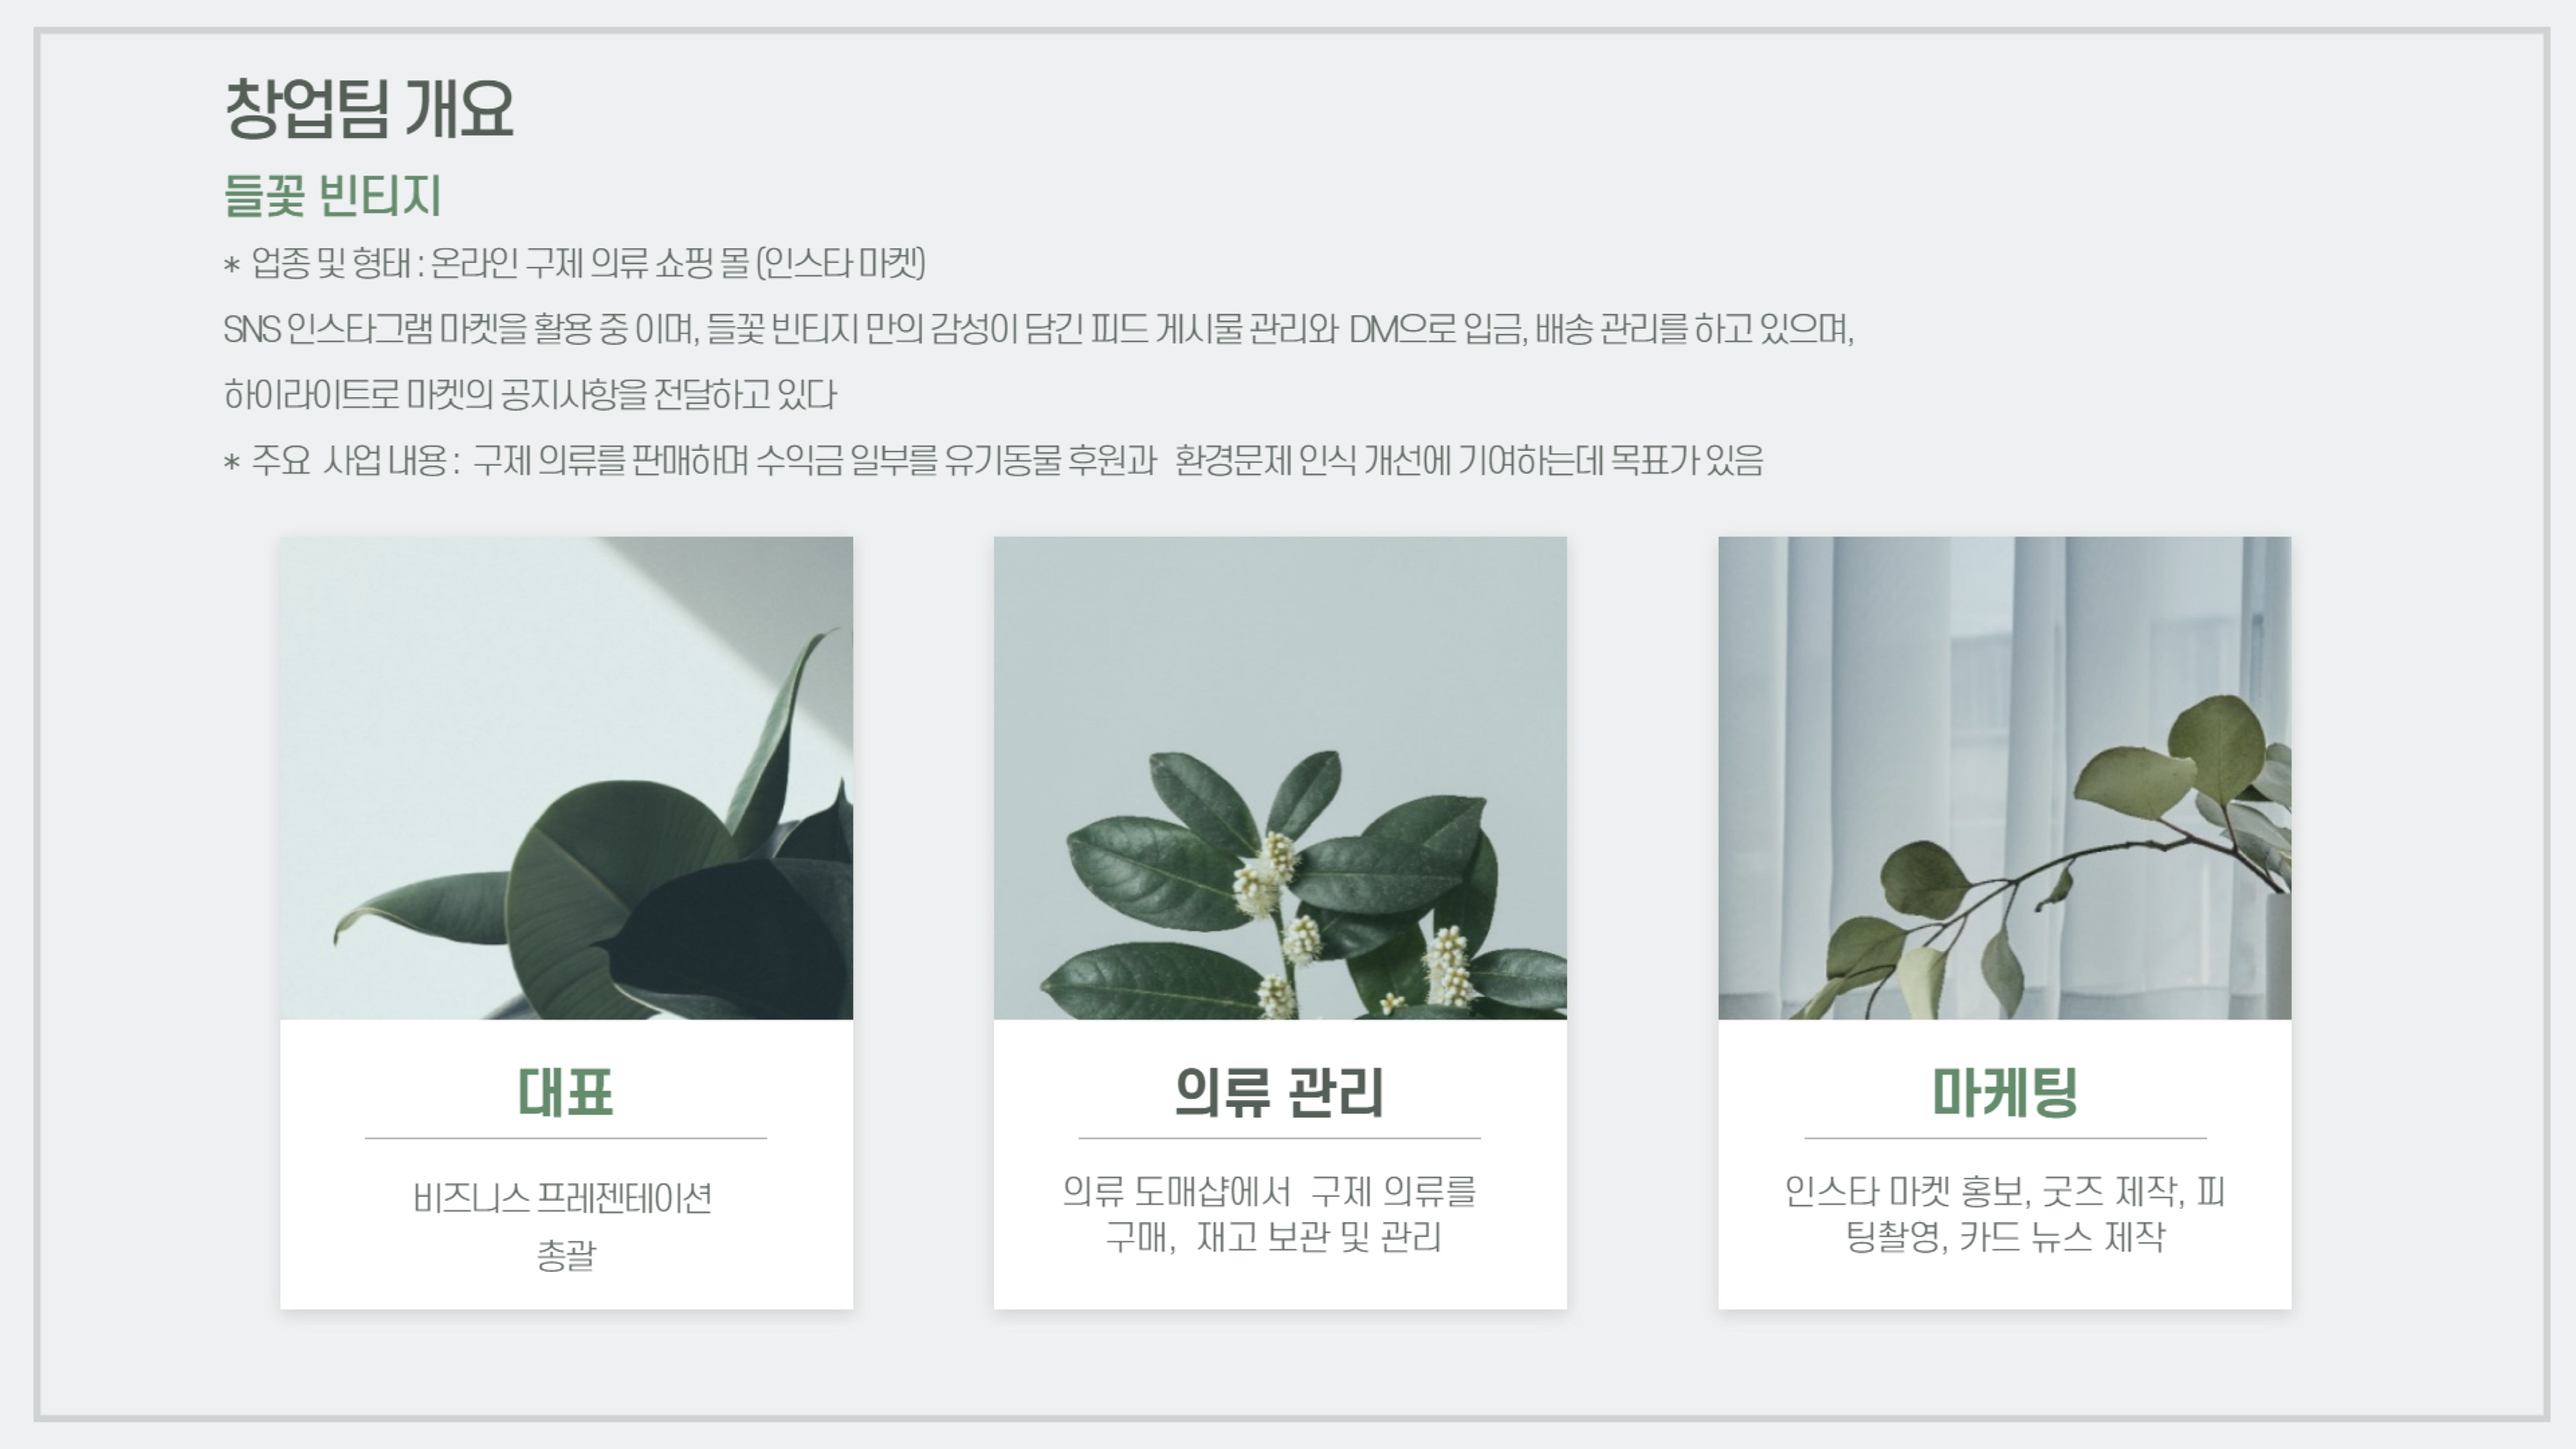 창업팀 개요
들꽃 빈티지
* 업종 및 형태 : 온라인 구제 의류 쇼핑 몰 (인스타 마켓)
SNS 인스타그램 마켓을 활용 중 이며, 들꽃 빈티지 만의 감성이 담긴 피드 게시물 관리와 DM으로 입금, 배송 관리를 하고 있으며,
하이라이트로 마켓의 공지사항을 전달하고 있다
* 주요 사업 내용 : 구제 의류를 판매하며 수익금 일부를 유기동물 후원과 환경문제 인식 개선에 기여하는데 목표가 있음
대표
비즈니스 프레젠테이션
총괄
의류 관리
의류 도매샵에서 구제 의류를
구매, 재고 보관 및 관리
마케팅
인스타 마켓 홍보, 굿즈 제작, 피
팅촬영, 카드 뉴스 제작